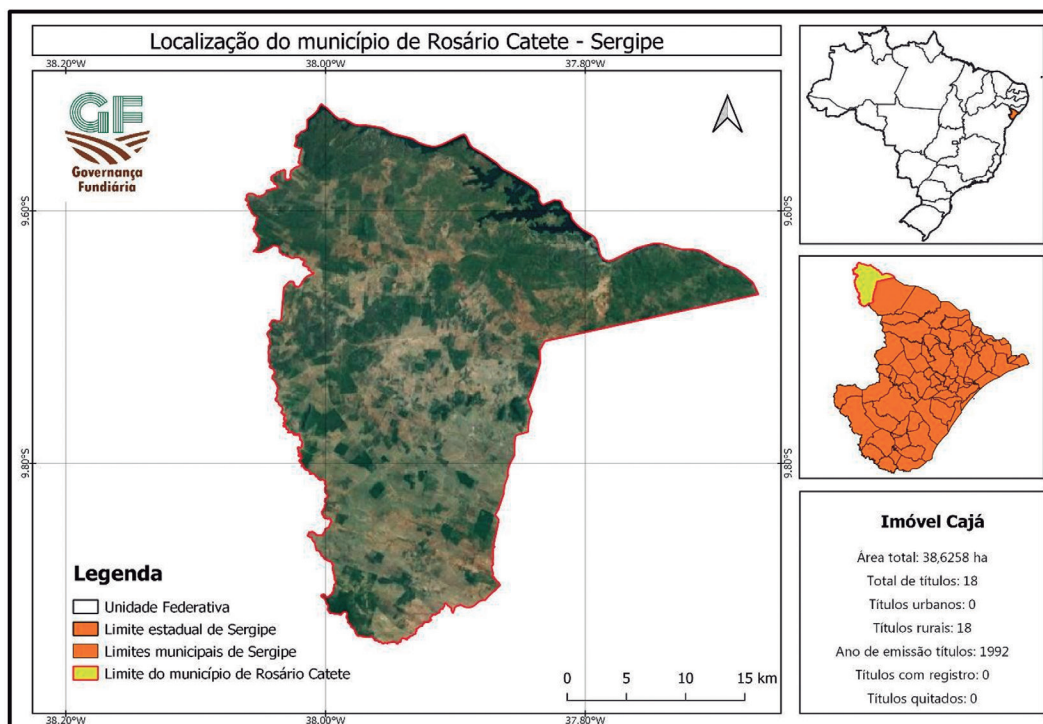 Localização do município de Rosário Catete - Sergipe
38.20°W
38.00°W
37.80°W
GF
Governança
Fundiária
9.60°S
9.60°S
9.80°S
9.80°S
Legenda
Unidade Federativa
Limite estadual de Sergipe
Limites municipais de Sergipe
Limite do município de Rosário Catete
0 5 10 15 km
38.20°W
38.00°W
37.80°W
Imóvel Cajá
Área total: 38,6258 ha
Total de títulos: 18
Títulos urbanos: 0
Títulos rurais: 18
Ano de emissão títulos: 1992
Títulos com registro: 0
Títulos quitados: 0